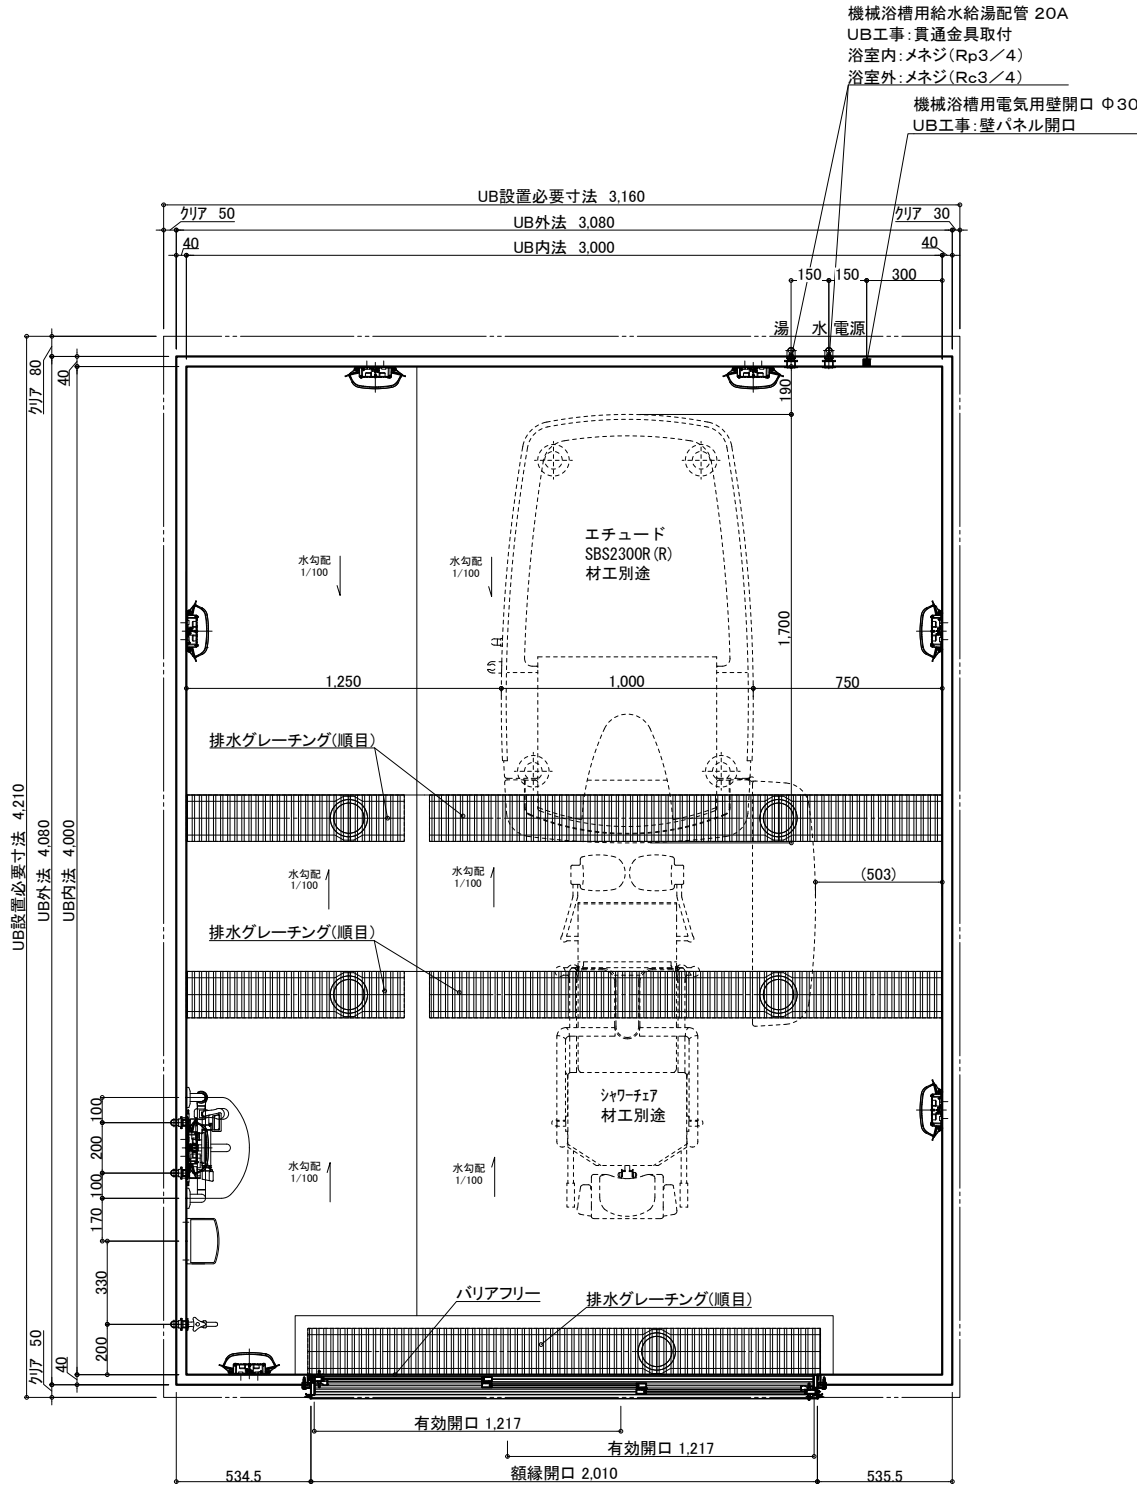 機械浴槽用給水給湯配管 20A
UB工事:貫通金具取付
浴室内:メネジ(Rp3/4)
浴室外:メネジ(Rc3/4)
機械浴槽用電気用壁開口 Φ30
UB工事:壁パネル開口
UB設置必要寸法 3,160
クリア 50
UB外法 3,080
クリア 30
40
UB内法 3,000
40
150
150
300
湯
水
電源
クリア 80
40
190
エチュード
SBS2300R(R)
材工別途
水勾配
1/100
水勾配
1/100
1,700
1,250
1,000
750
排水グレーチング(順目)
UB設置必要寸法 4,210
UB外法 4,080
UB内法 4,000
水勾配
1/100
水勾配
1/100
(503)
排水グレーチング(順目)
シャワーチェア
材工別途
100
200
100
170
330
200
水勾配
1/100
水勾配
1/100
バリアフリー
排水グレーチング(順目)
クリア 50
40
有効開口 1,217
有効開口 1,217
534.5
額縁開口 2,010
535.5